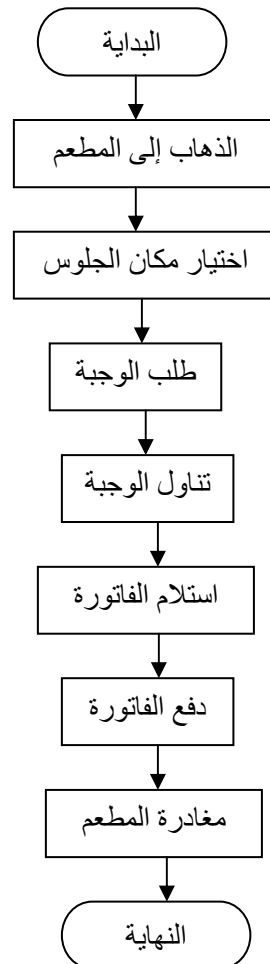 البداية
الذهاب إلى المطعم
اختيار مكان الجلوس
طلب الوجبة
تناول الوجبة
استلام الفاتورة
دفع الفاتورة
مغادرة المطعم
النهاية